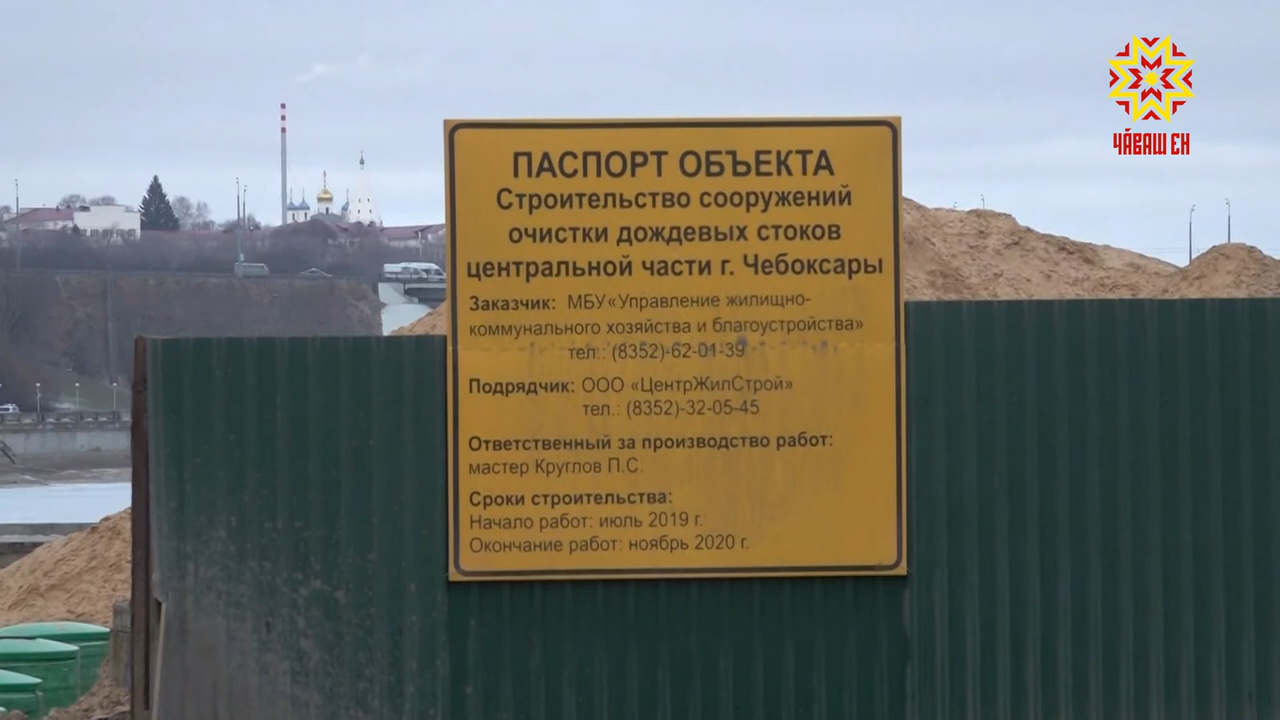 ЧӐВАШ ЕН
ПАСПОРТ ОБЪЕКТА
Строительство сооружений
очистки дождевых стоков
центральной части г. Чебоксары
Заказчик: МБУ «Управление жилищно-
коммунального хозяйства и благоустройства»
тел.: (8352)-62-01-39
Подрядчик: ООО «ЦентрЖилСтрой»
тел.: (8352)-32-05-45
Ответственный за производство работ:
мастер Круглов П.С.
Сроки строительства:
Начало работ: июль 2019 г.
Окончание работ: ноябрь 2020 г.